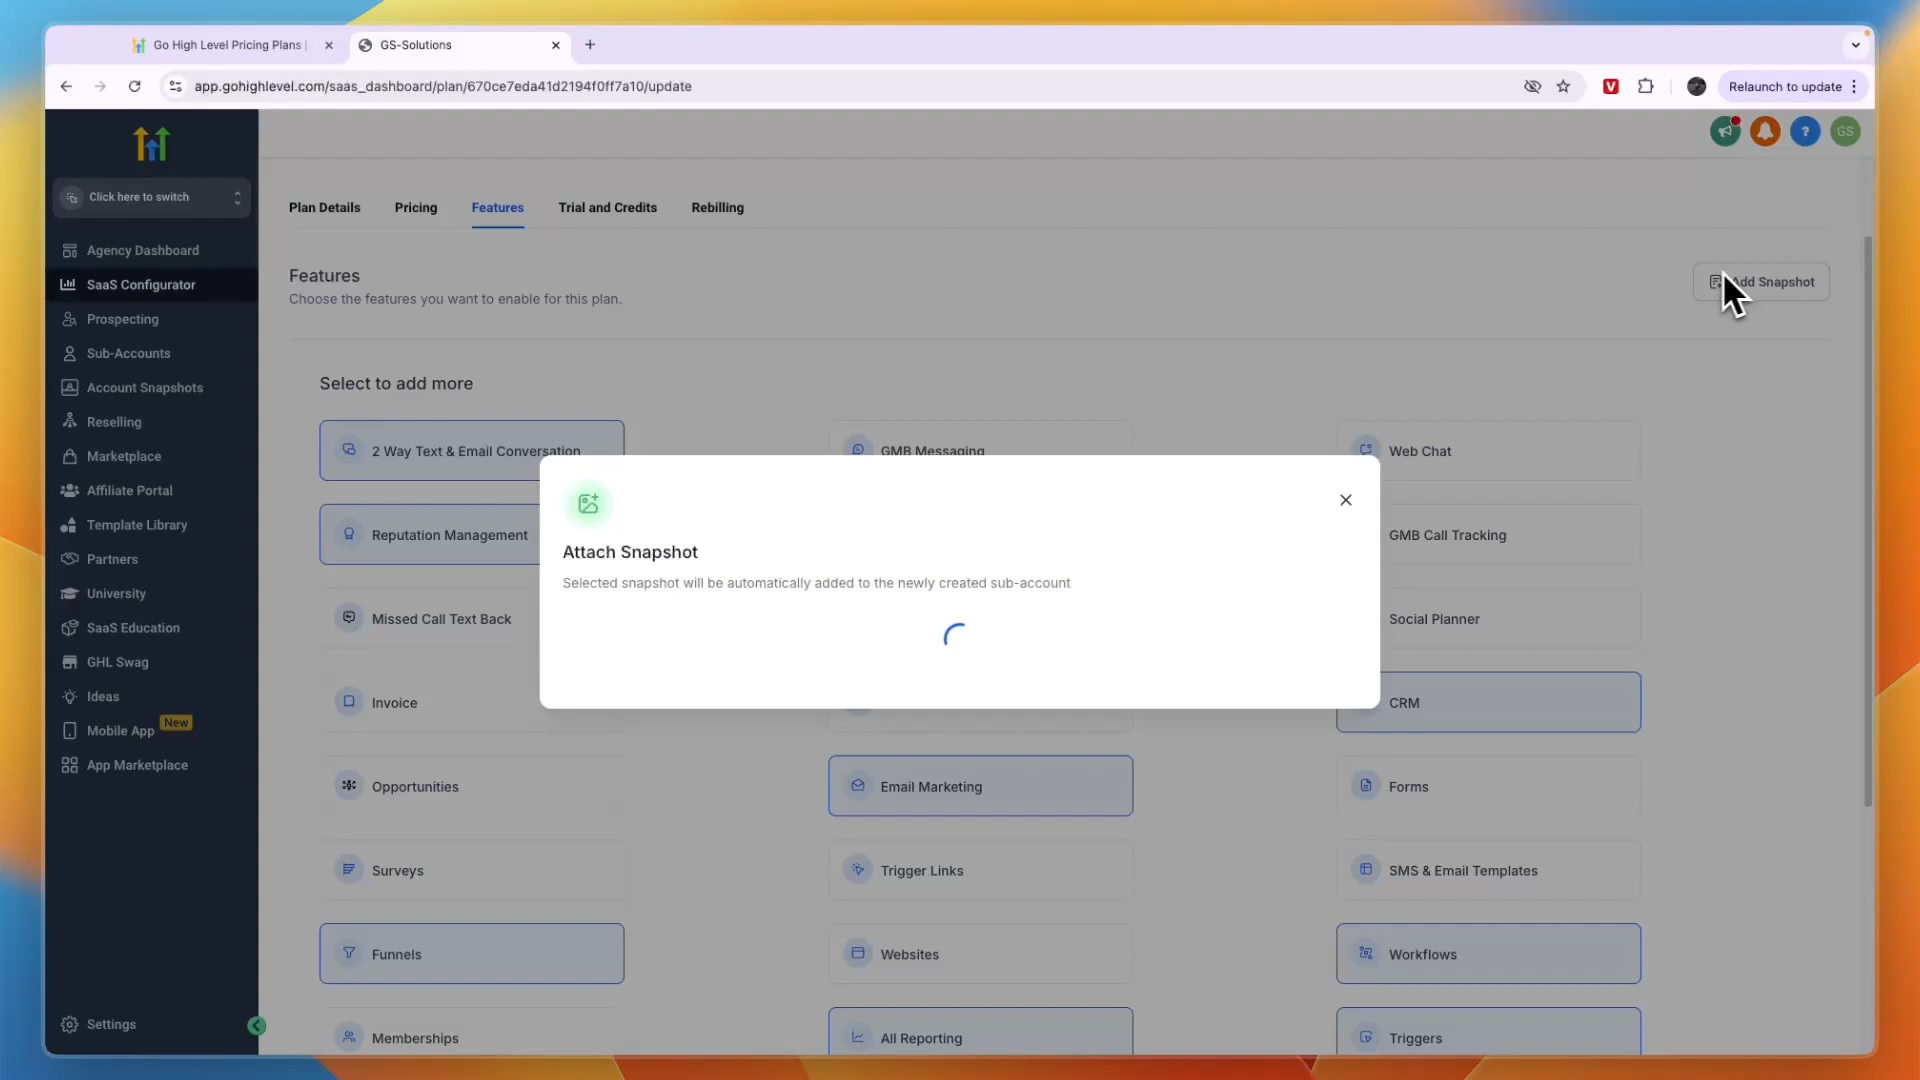 Go High Level Pricing Plans |
GS-Solutions
app.gohighlevel.com/saas_dashboard/plan/670ce7eda41d2194f0ff7a10/update
Relaunch to update
Click here to switch
GS
Agency Dashboard
SaaS Configurator
Prospecting
Sub-Accounts
Account Snapshots
Reselling
Marketplace
Affiliate Portal
Template Library
Partners
University
SaaS Education
GHL Swag
Ideas
Mobile App New
App Marketplace
Settings
Plan Details Pricing Features Trial and Credits Rebilling
Features
Choose the features you want to enable for this plan.
Add Snapshot
Select to add more
2 Way Text & Email Conversation
GMB Messaging
Web Chat
Reputation Management
GMB Call Tracking
Missed Call Text Back
Social Planner
Invoice
CRM
Attach Snapshot
Selected snapshot will be automatically added to the newly created sub-account
Opportunities
Email Marketing
Forms
Surveys
Trigger Links
SMS & Email Templates
Funnels
Websites
Workflows
Memberships
All Reporting
Triggers